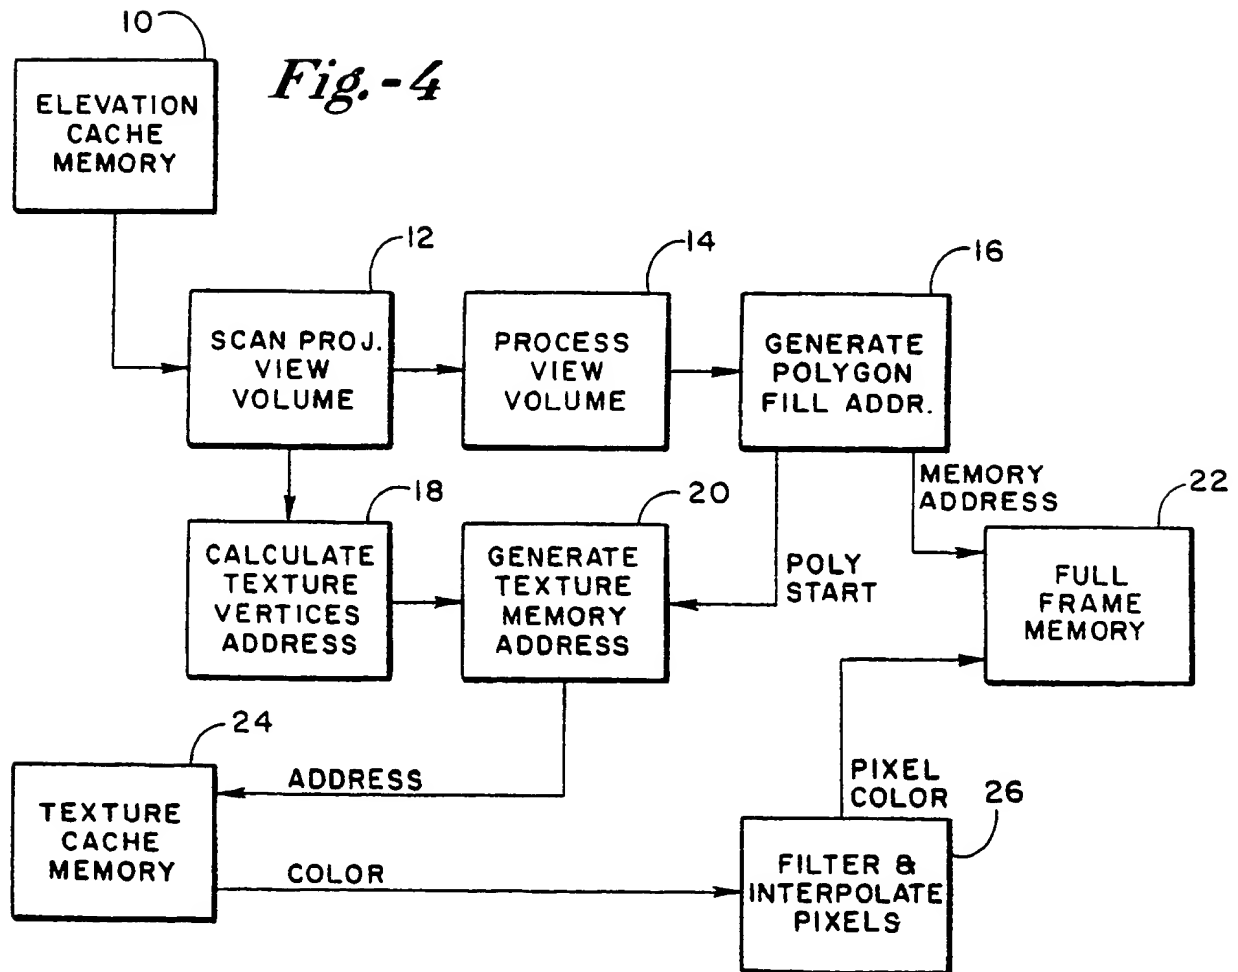 10
Fig.-4
ELEVATION
CACHE
MEMORY
12
14
16
SCAN PROJ.
VIEW
VOLUME
PROCESS
VIEW
VOLUME
GENERATE
POLYGON
FILL ADDR.
MEMORY
ADDRESS
18
20
22
CALCULATE
TEXTURE
VERTICES
ADDRESS
GENERATE
TEXTURE
MEMORY
ADDRESS
POLY
START
FULL
FRAME
MEMORY
24
ADDRESS
PIXEL
COLOR
26
TEXTURE
CACHE
MEMORY
COLOR
FILTER &
INTERPOLATE
PIXELS